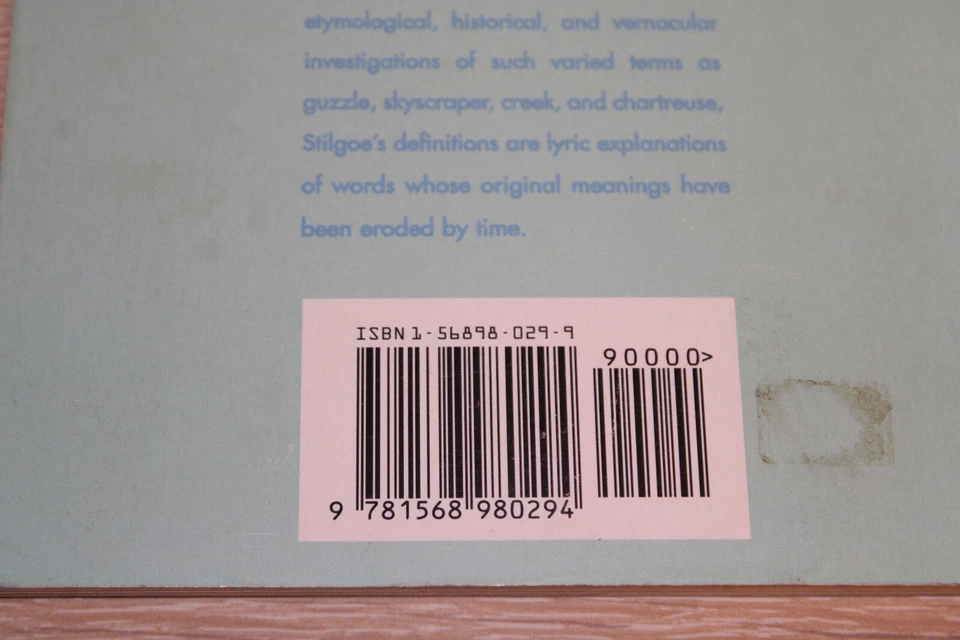 etymological, historical, and vernacular
investigations of such varied terms as
guzzle, skyscraper, creek, and chartreuse,
Stilgoe's definitions are lyric explanations
of words whose original meanings have
been eroded by time.
ISBN 1-56898-029-9
90000>
9 781568 980294